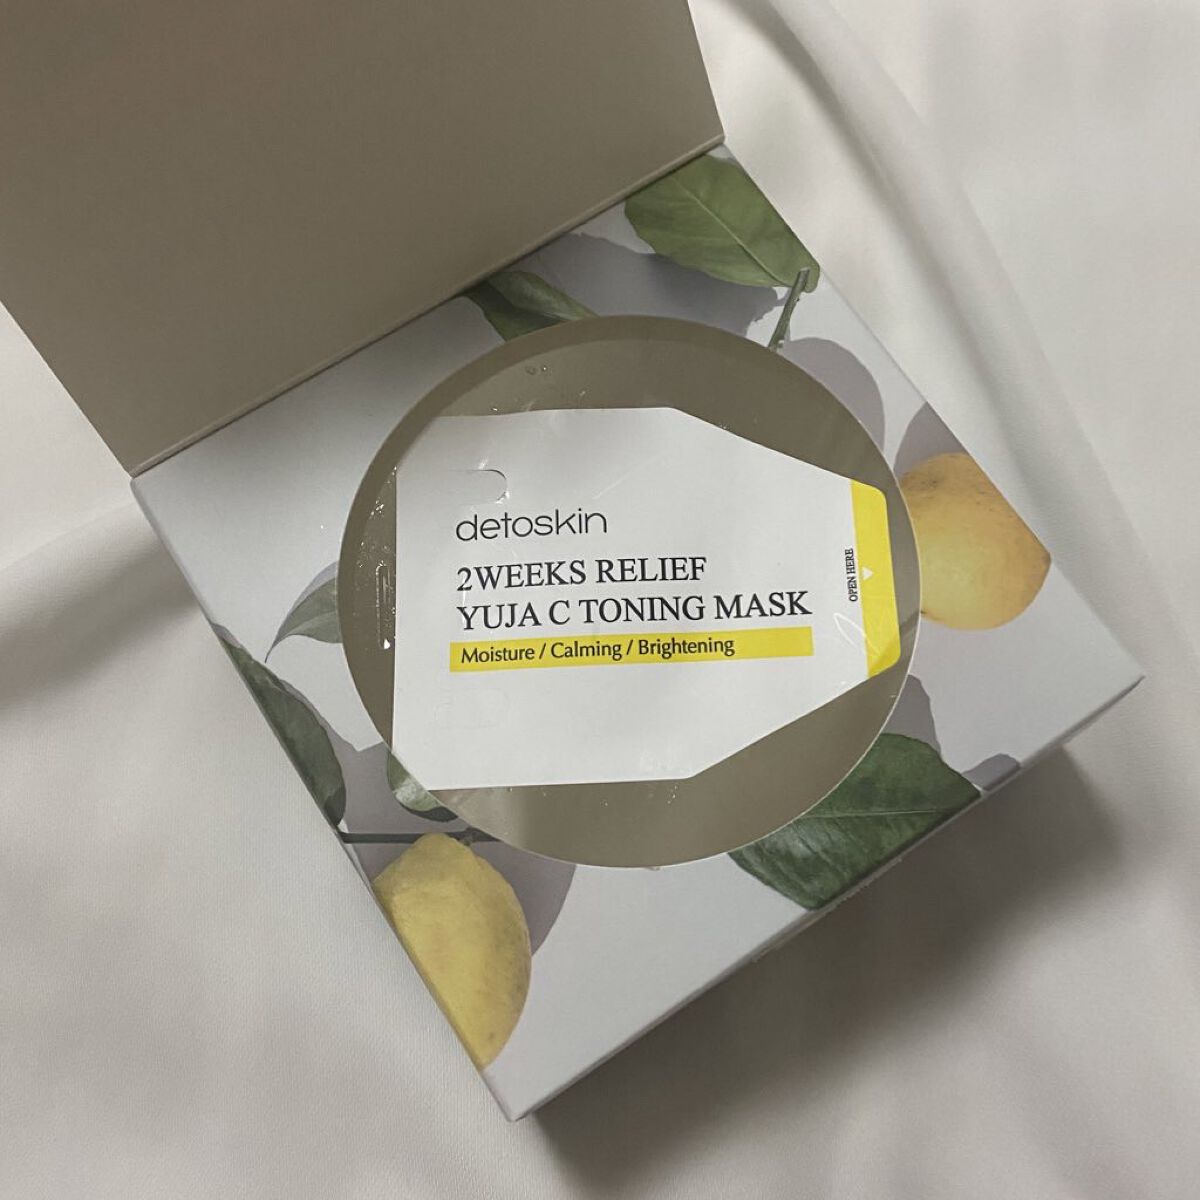 detoskin
2WEEKS RELIEF
YUJA C TONING MASK
Moisture / Calming / Brightening
OPEN HERE